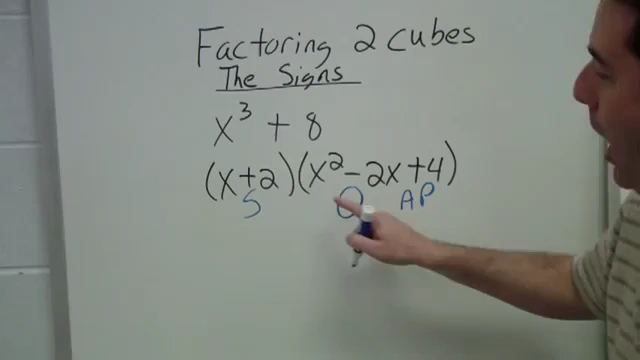 Factoring 2 cubes
The Signs
x³ + 8
(x+2)(x²-2x+4)
S O AP